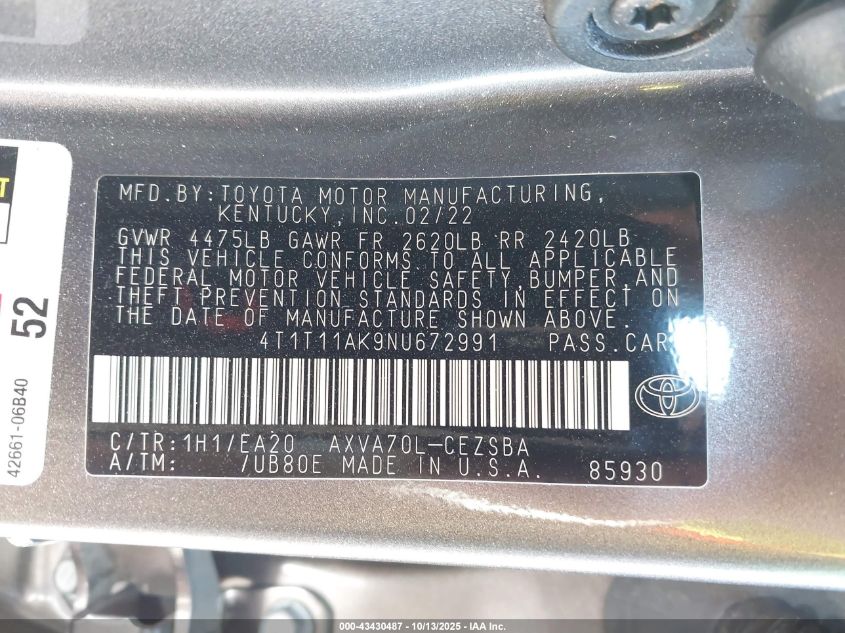 MFD.BY:TOYOTA MOTOR MANUFACTURING,
KENTUCKY,INC.02/22
GVWR 4475LB GAWR FR 2620LB RR 2420LB
THIS VEHICLE CONFORMS TO ALL APPLICABLE
FEDERAL MOTOR VEHICLE SAFETY,BUMPER,AND
THEFT PREVENTION STANDARDS IN EFFECT ON
THE DATE OF MANUFACTURE SHOWN ABOVE.
4T1T11AK9NU672991 PASS.CAR
C/TR:1H1/EA20 AXVA70L-CEZSBA
A/TM: /UB80E MADE IN U.S.A. 85930
52
42661-06B40
000-43430487 - 10/13/2025 - IAA Inc.